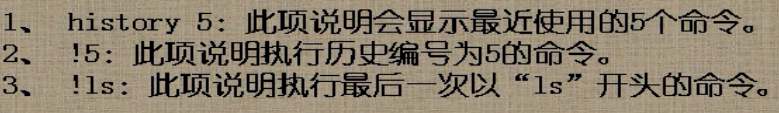 1、 history 5: 此项说明会显示最近使用的5个命令。
2、 !5: 此项说明执行历史编号为5的命令。
3、 !ls: 此项说明执行最后一次以“ls”开头的命令。